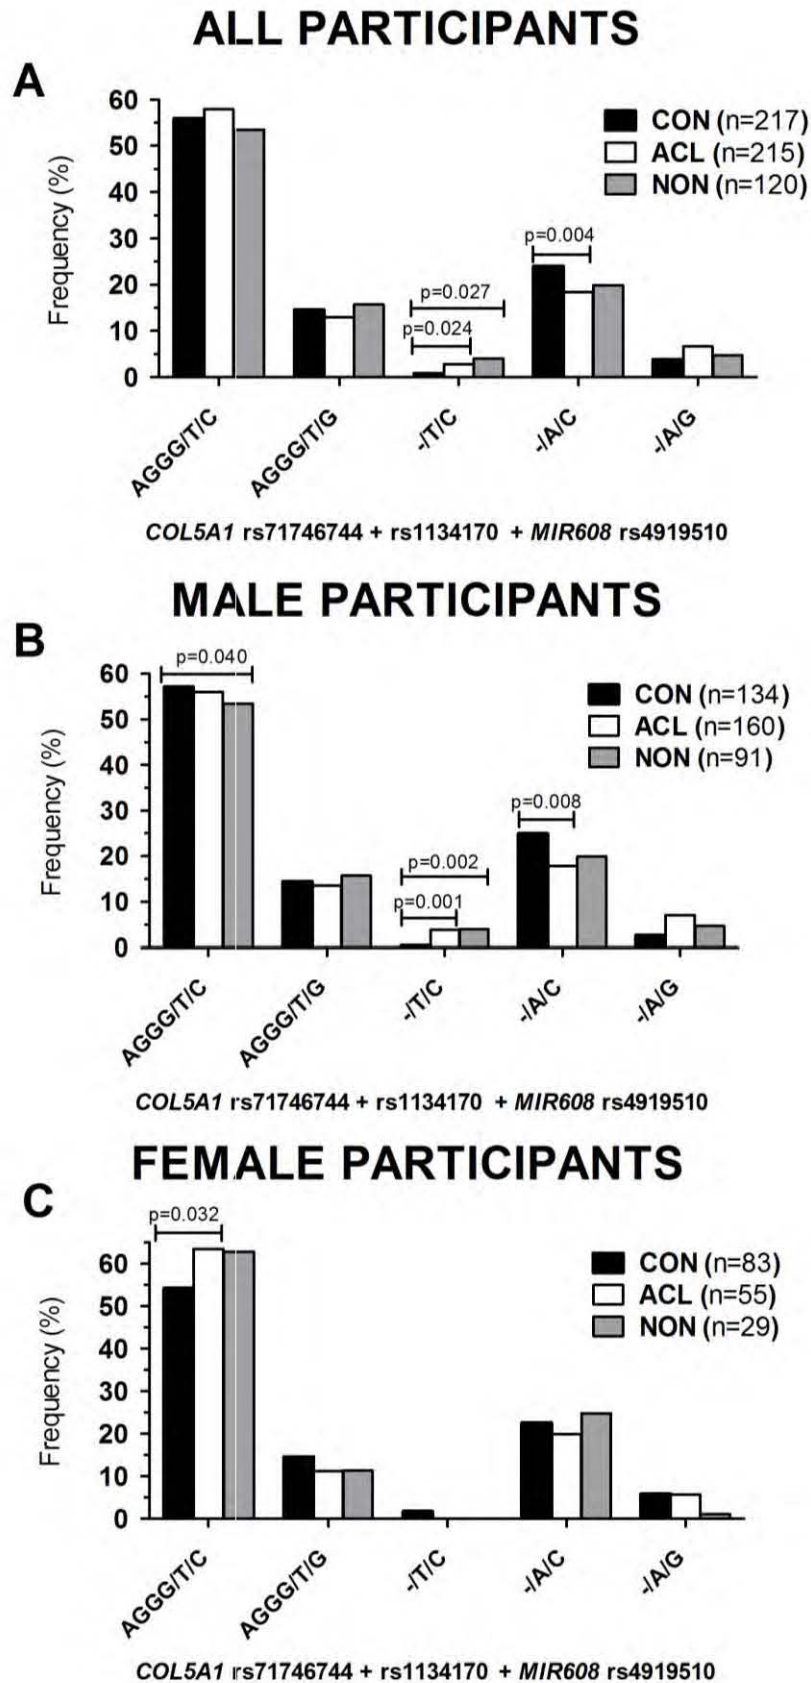 ALL PARTICIPANTS
A
60
50
40
30
20
10
0
Frequency (%)
CON (n=217)
ACL (n=215)
NON (n=120)
p=0.004
p=0.027
p=0.024
AGGG/T/C
AGGG/T/G
-/T/C
-/A/C
-/A/G
COL5A1 rs71746744 + rs1134170 + MIR608 rs4919510
MALE PARTICIPANTS
B
60
50
40
30
20
10
0
Frequency (%)
p=0.040
CON (n=134)
ACL (n=160)
NON (n=91)
p=0.008
p=0.002
p=0.001
AGGG/T/C
AGGG/T/G
-/T/C
-/A/C
-/A/G
COL5A1 rs71746744 + rs1134170 + MIR608 rs4919510
FEMALE PARTICIPANTS
C
p=0.032
60
50
40
30
20
10
0
Frequency (%)
CON (n=83)
ACL (n=55)
NON (n=29)
AGGG/T/C
AGGG/T/G
-/T/C
-/A/C
-/A/G
COL5A1 rs71746744 + rs1134170 + MIR608 rs4919510